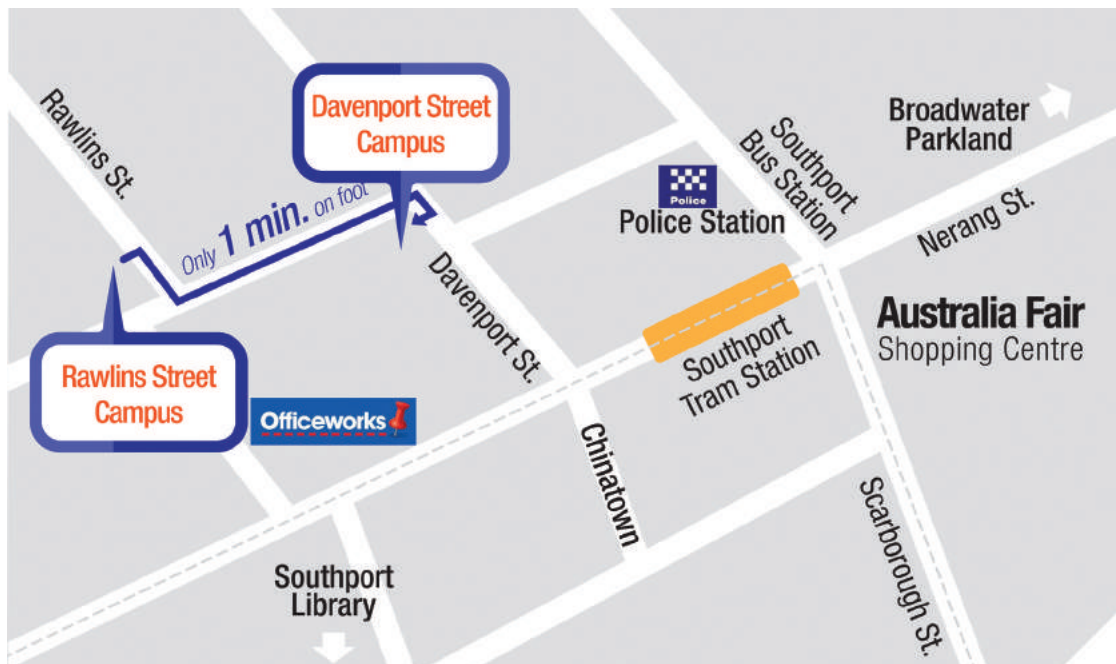 Rawlins St.
Davenport Street
Campus
Only 1 min. on foot
Rawlins Street
Campus
Officeworks
Davenport St.
Police
Police Station
Southport
Bus Station
Broadwater
Parkland
Nerang St.
Australia Fair
Shopping Centre
Southport
Tram Station
Chinatown
Scarborough St.
Southport
Library